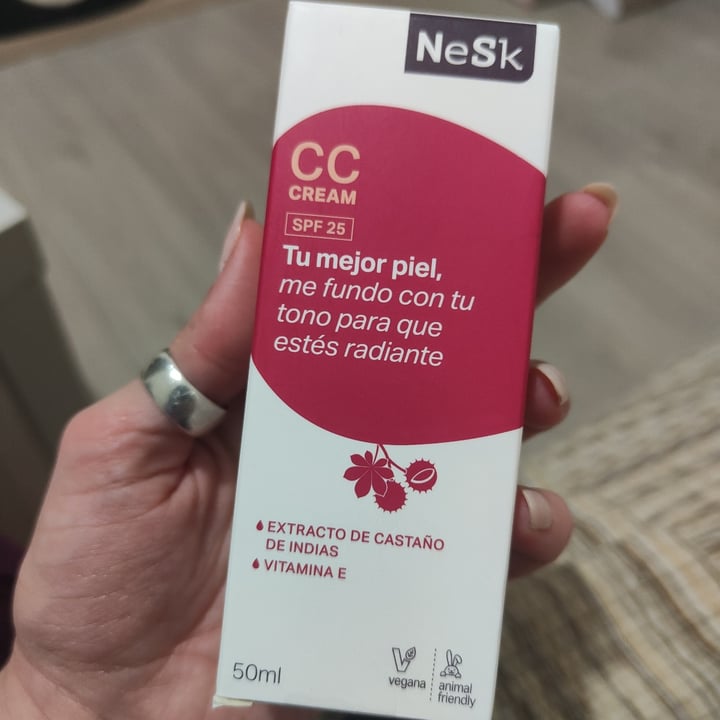 NeSk
CC
CREAM
SPF 25
Tu mejor piel,
me fundo con tu
tono para que
estés radiante
EXTRACTO DE CASTAÑO
DE INDIAS
VITAMINA E
50ml
vegana
animal
friendly